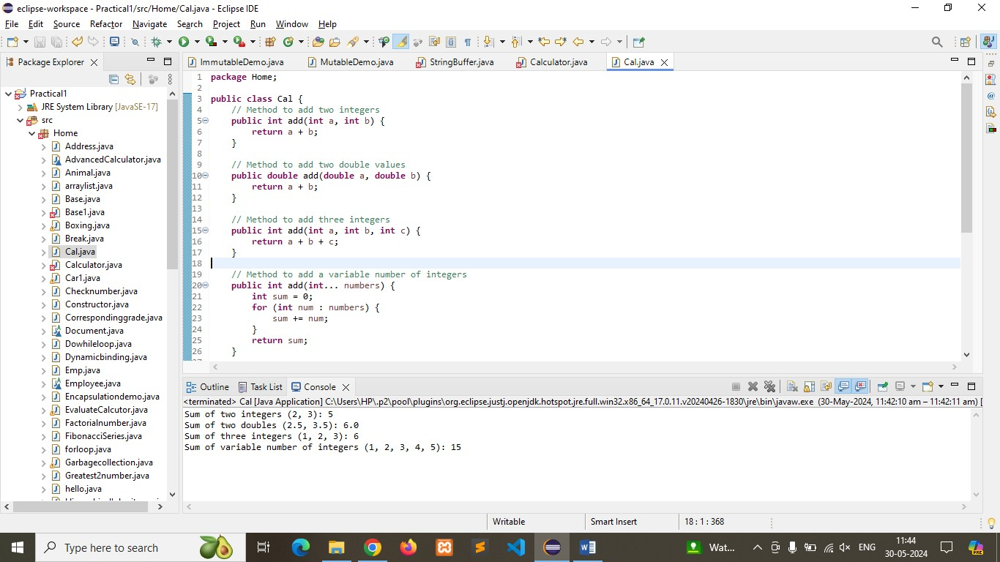 eclipse-workspace - Practical1/src/Home/Cal.java - Eclipse IDE
File Edit Source Refactor Navigate Search Project Run Window Help
Package Explorer
ImmutableDemo.java MutableDemo.java StringBuffer.java Calculator.java Cal.java
Practical1
JRE System Library [JavaSE-17]
src
Home
Address.java
AdvancedCalculator.java
Animal.java
arraylist.java
Base.java
Base1.java
Boxing.java
Break.java
Cal.java
Calculator.java
Car1.java
Checknumber.java
Constructor.java
Correspondinggrade.java
Document.java
Dowhileloop.java
Dynamicbinding.java
Emp.java
Employee.java
Encapsulationdemo.java
EvaluateCalcutor.java
Factorialnumber.java
FibonacciSeries.java
forloop.java
Garbagecollection.java
Greatest2number.java
hello.java
1 package Home;
2
3 public class Cal {
4 // Method to add two integers
5 public int add(int a, int b) {
6 return a + b;
7 }
8
9 // Method to add two double values
10 public double add(double a, double b) {
11 return a + b;
12 }
13
14 // Method to add three integers
15 public int add(int a, int b, int c) {
16 return a + b + c;
17 }
18
19 // Method to add a variable number of integers
20 public int add(int... numbers) {
21 int sum = 0;
22 for (int num : numbers) {
23 sum += num;
24 }
25 return sum;
26 }
Outline Task List Console
<terminated> Cal [Java Application] C:\Users\HP\.p2\pool\plugins\org.eclipse.justj.openjdk.hotspot.jre.full.win32.x86_64_17.0.11.v20240426-1830\jre\bin\javaw.exe (30-May-2024, 11:42:10 am – 11:42:11 am) [
Sum of two integers (2, 3): 5
Sum of two doubles (2.5, 3.5): 6.0
Sum of three integers (1, 2, 3): 6
Sum of variable number of integers (1, 2, 3, 4, 5): 15
Writable Smart Insert 18 : 1 : 368
Type here to search
Wat... ENG 11:44
30-05-2024